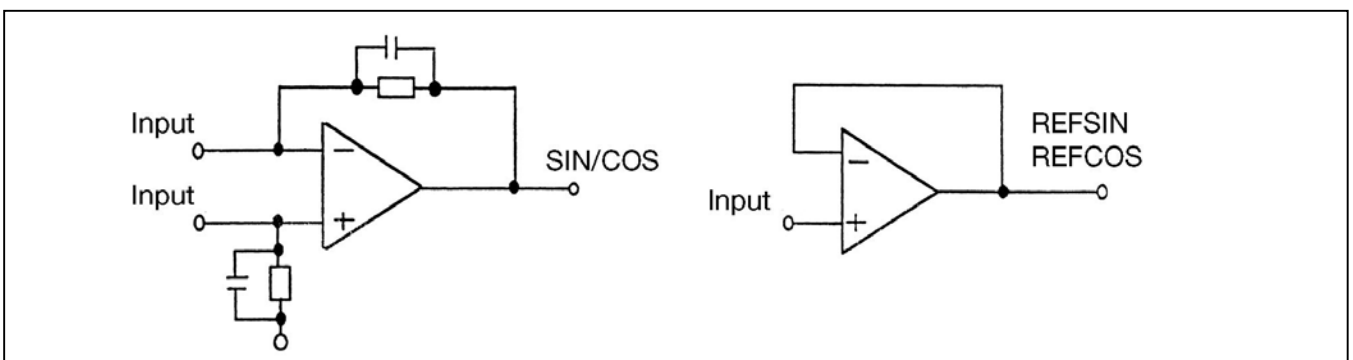 Input
Input
−
+
SIN/COS
Input
−
+
REFSIN
REFCOS